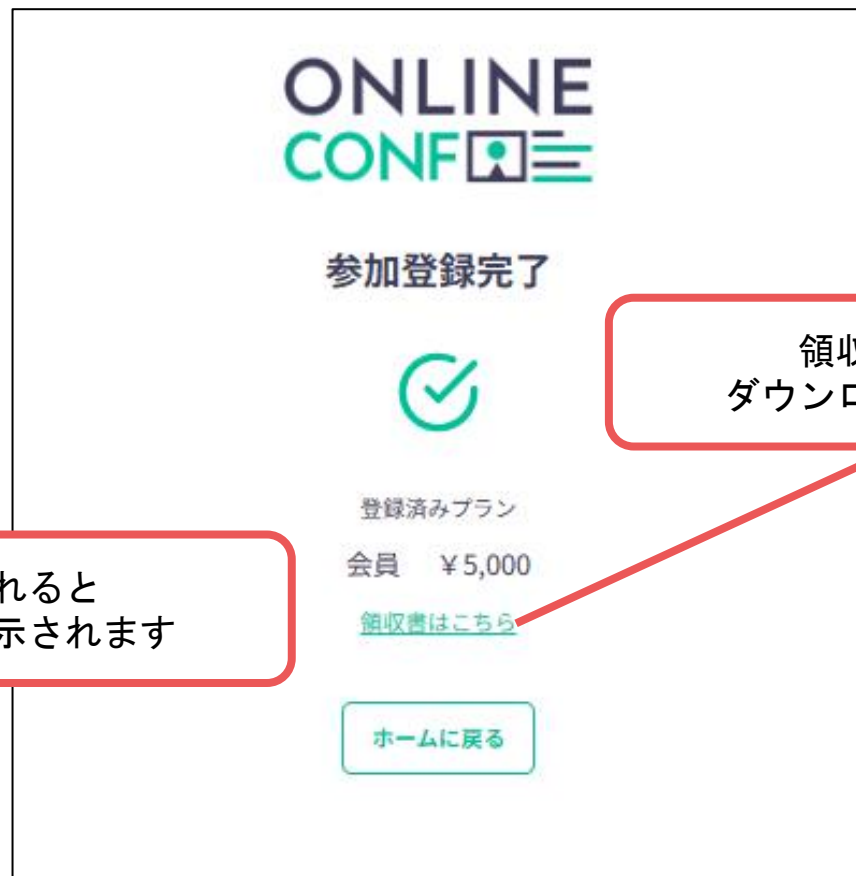 ONLINE
CONF
参加登録完了
領収
ダウンロ
登録済みプラン
会員 ￥5,000
れると
示されます
領収書はこちら
ホームに戻る